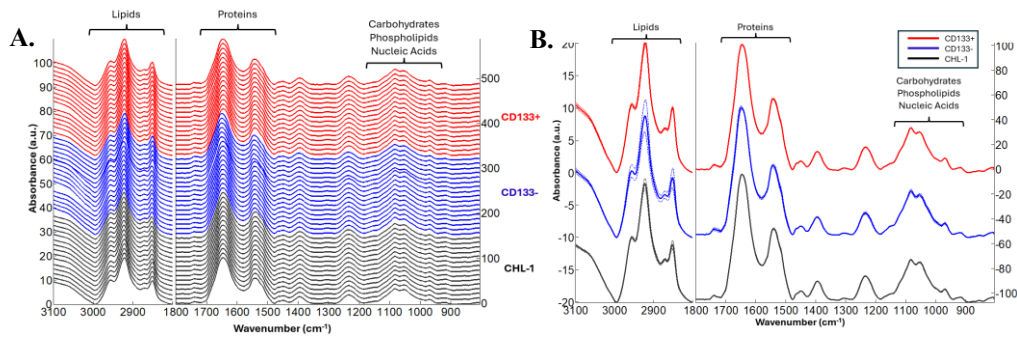 A.
Lipids
Proteins
Carbohydrates
Phospholipids
Nucleic Acids
Absorbance (a.u.)
100
90
80
70
60
50
40
30
20
10
0
500
400
300
200
100
0
CD133+
CD133-
CHL-1
3100 3000 2900 1800 1700 1600 1500 1400 1300 1200 1100 1000 900
Wavenumber (cm⁻¹)
B.
Lipids
Proteins
CD133+
CD133-
CHL-1
Carbohydrates
Phospholipids
Nucleic Acids
Absorbance (a.u.)
20
15
10
5
0
-5
-10
-15
-20
100
80
60
40
20
0
-20
-40
-60
-80
-100
3100 3000 2900 1800 1700 1600 1500 1400 1300 1200 1100 1000 900
Wavenumber (cm⁻¹)